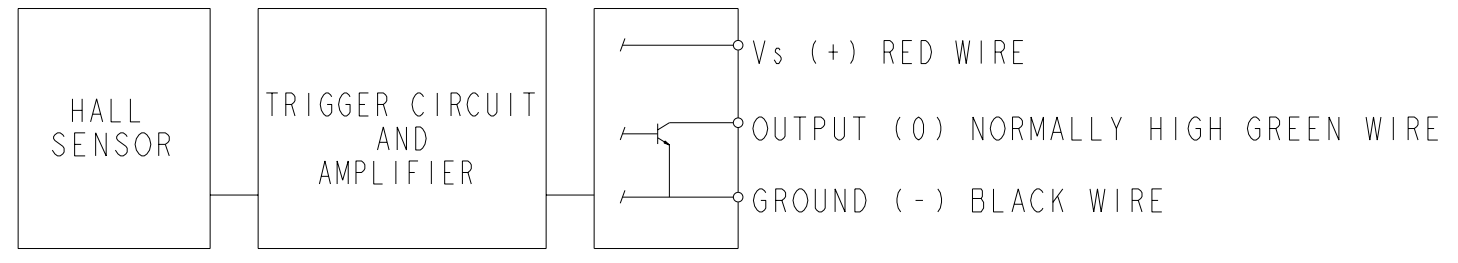 HALL
SENSOR
TRIGGER CIRCUIT
AND
AMPLIFIER
Vs (+) RED WIRE
OUTPUT (O) NORMALLY HIGH GREEN WIRE
GROUND (-) BLACK WIRE